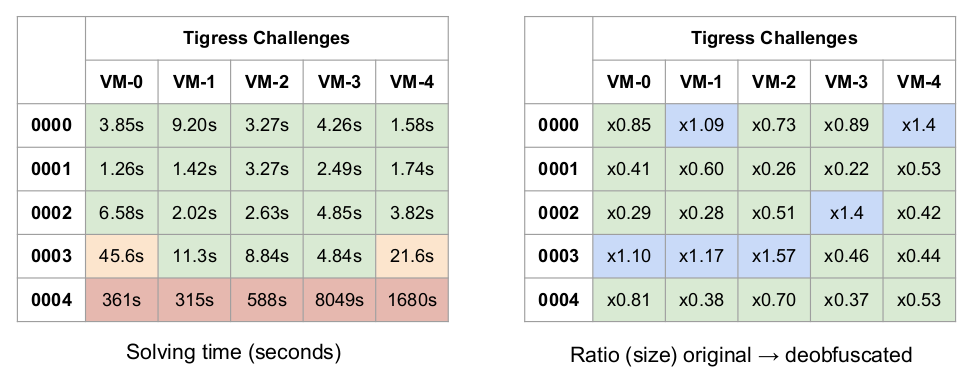 Tigress Challenges
VM-0 VM-1 VM-2 VM-3 VM-4
0000 3.85s 9.20s 3.27s 4.26s 1.58s
0001 1.26s 1.42s 3.27s 2.49s 1.74s
0002 6.58s 2.02s 2.63s 4.85s 3.82s
0003 45.6s 11.3s 8.84s 4.84s 21.6s
0004 361s 315s 588s 8049s 1680s
Solving time (seconds)
Tigress Challenges
VM-0 VM-1 VM-2 VM-3 VM-4
0000 x0.85 x1.09 x0.73 x0.89 x1.4
0001 x0.41 x0.60 x0.26 x0.22 x0.53
0002 x0.29 x0.28 x0.51 x1.4 x0.42
0003 x1.10 x1.17 x1.57 x0.46 x0.44
0004 x0.81 x0.38 x0.70 x0.37 x0.53
Ratio (size) original → deobfuscated